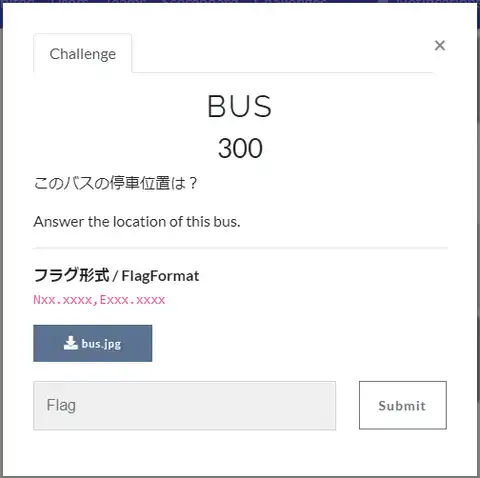 Challenge
×
BUS
300
このバスの停車位置は？
Answer the location of this bus.
フラグ形式 / FlagFormat
Nxx.xxxx,Exxx.xxxx
bus.jpg
Flag
Submit